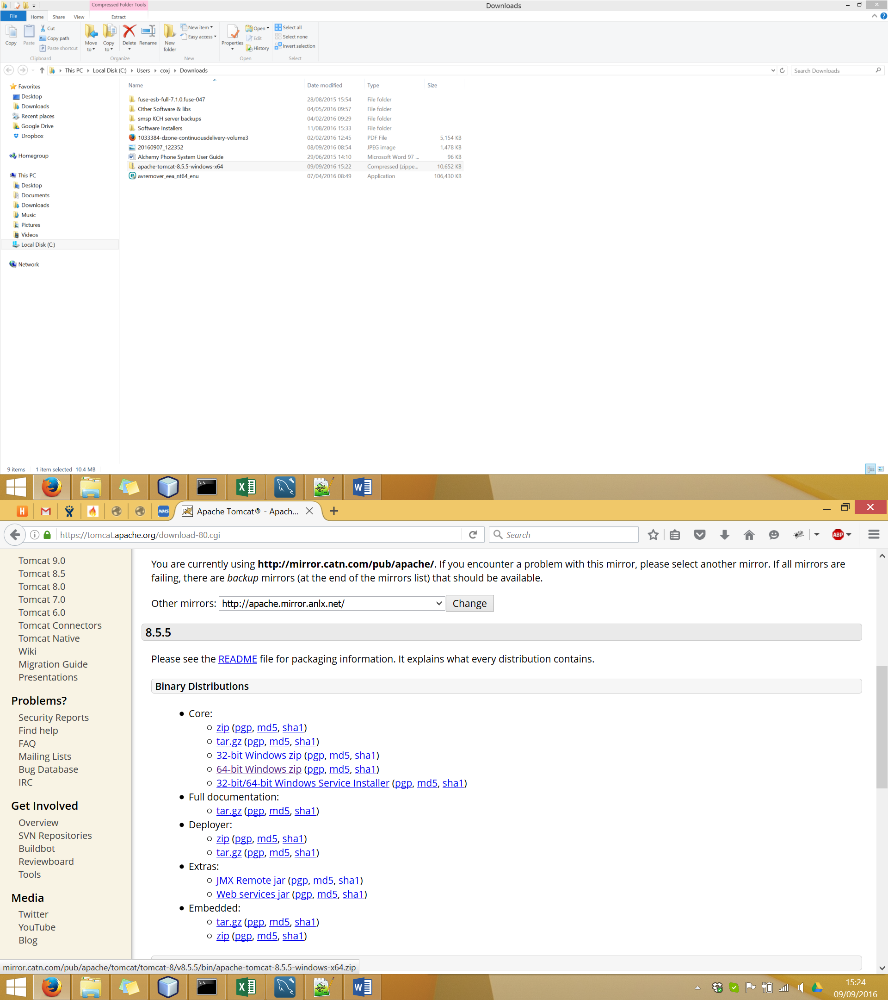 Compressed Folder Tools
Downloads
File Home Share View Extract
Copy
Paste
Cut
Copy path
Paste shortcut
Clipboard
Move to
Copy to
Delete
Rename
Organize
New folder
New item
Easy access
New
Properties
Open
Edit
History
Open
Select all
Select none
Invert selection
Select
This PC Local Disk (C:) Users coxj Downloads
Search Downloads
Favorites
Desktop
Downloads
Recent places
Google Drive
Dropbox
Homegroup
This PC
Desktop
Documents
Downloads
Music
Pictures
Videos
Local Disk (C:)
Network
Name Date modified Type Size
fuse-esb-full-7.1.0.fuse-047 28/08/2015 15:54 File folder
Other Software & libs 04/05/2016 09:57 File folder
smsp KCH server backups 04/02/2016 09:29 File folder
Software Installers 11/08/2016 15:33 File folder
1033384-dzone-continuousdelivery-volume3 02/02/2016 12:45 PDF File 5,154 KB
20160907_122352 08/09/2016 08:54 JPEG image 1,478 KB
Alchemy Phone System User Guide 29/06/2015 14:10 Microsoft Word 97 ... 96 KB
apache-tomcat-8.5.5-windows-x64 09/09/2016 15:22 Compressed (zippe... 10,652 KB
avremover_eea_nt64_enu 07/04/2016 08:49 Application 106,430 KB
9 items 1 item selected 10.4 MB
Apache Tomcat® - Apach...
https://tomcat.apache.org/download-80.cgi
Search
ABP
Tomcat 9.0
Tomcat 8.5
Tomcat 8.0
Tomcat 7.0
Tomcat 6.0
Tomcat Connectors
Tomcat Native
Wiki
Migration Guide
Presentations
Problems?
Security Reports
Find help
FAQ
Mailing Lists
Bug Database
IRC
Get Involved
Overview
SVN Repositories
Buildbot
Reviewboard
Tools
Media
Twitter
YouTube
Blog
You are currently using http://mirror.catn.com/pub/apache/. If you encounter a problem with this mirror, please select another mirror. If all mirrors are
failing, there are backup mirrors (at the end of the mirrors list) that should be available.
Other mirrors: http://apache.mirror.anlx.net/ Change
8.5.5
Please see the README file for packaging information. It explains what every distribution contains.
Binary Distributions
Core:
zip (pgp, md5, sha1)
tar.gz (pgp, md5, sha1)
32-bit Windows zip (pgp, md5, sha1)
64-bit Windows zip (pgp, md5, sha1)
32-bit/64-bit Windows Service Installer (pgp, md5, sha1)
Full documentation:
tar.gz (pgp, md5, sha1)
Deployer:
zip (pgp, md5, sha1)
tar.gz (pgp, md5, sha1)
Extras:
JMX Remote jar (pgp, md5, sha1)
Web services jar (pgp, md5, sha1)
Embedded:
tar.gz (pgp, md5, sha1)
zip (pgp, md5, sha1)
mirror.catn.com/pub/apache/tomcat/tomcat-8/v8.5.5/bin/apache-tomcat-8.5.5-windows-x64.zip
15:24
09/09/2016